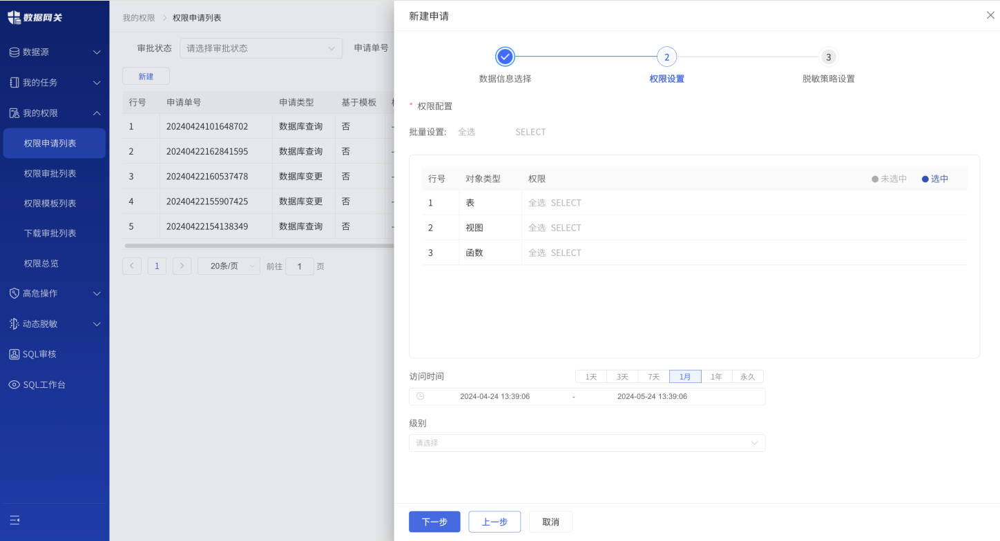 数据网关
数据源
我的任务
我的权限
权限申请列表
权限审批列表
权限模板列表
下载审批列表
权限总览
高危操作
动态脱敏
SQL审核
SQL工作台
我的权限 > 权限申请列表
审批状态 请选择审批状态 申请单号
新建
行号 申请单号 申请类型 基于模板
1 20240424101648702 数据库查询 否 -
2 20240422162841595 数据库查询 否 -
3 20240422160537478 数据库变更 否 -
4 20240422155907425 数据库变更 否 -
5 20240422154138349 数据库查询 否 -
1 20条/页 前往 1 页
新建申请
2 3
数据信息选择 权限设置 脱敏策略设置
* 权限配置
批量设置: 全选 SELECT
行号 对象类型 权限 未选中 选中
1 表 全选 SELECT
2 视图 全选 SELECT
3 函数 全选 SELECT
访问时间 1天 3天 7天 1月 1年 永久
2024-04-24 13:39:06 - 2024-05-24 13:39:06
级别
请选择
下一步 上一步 取消